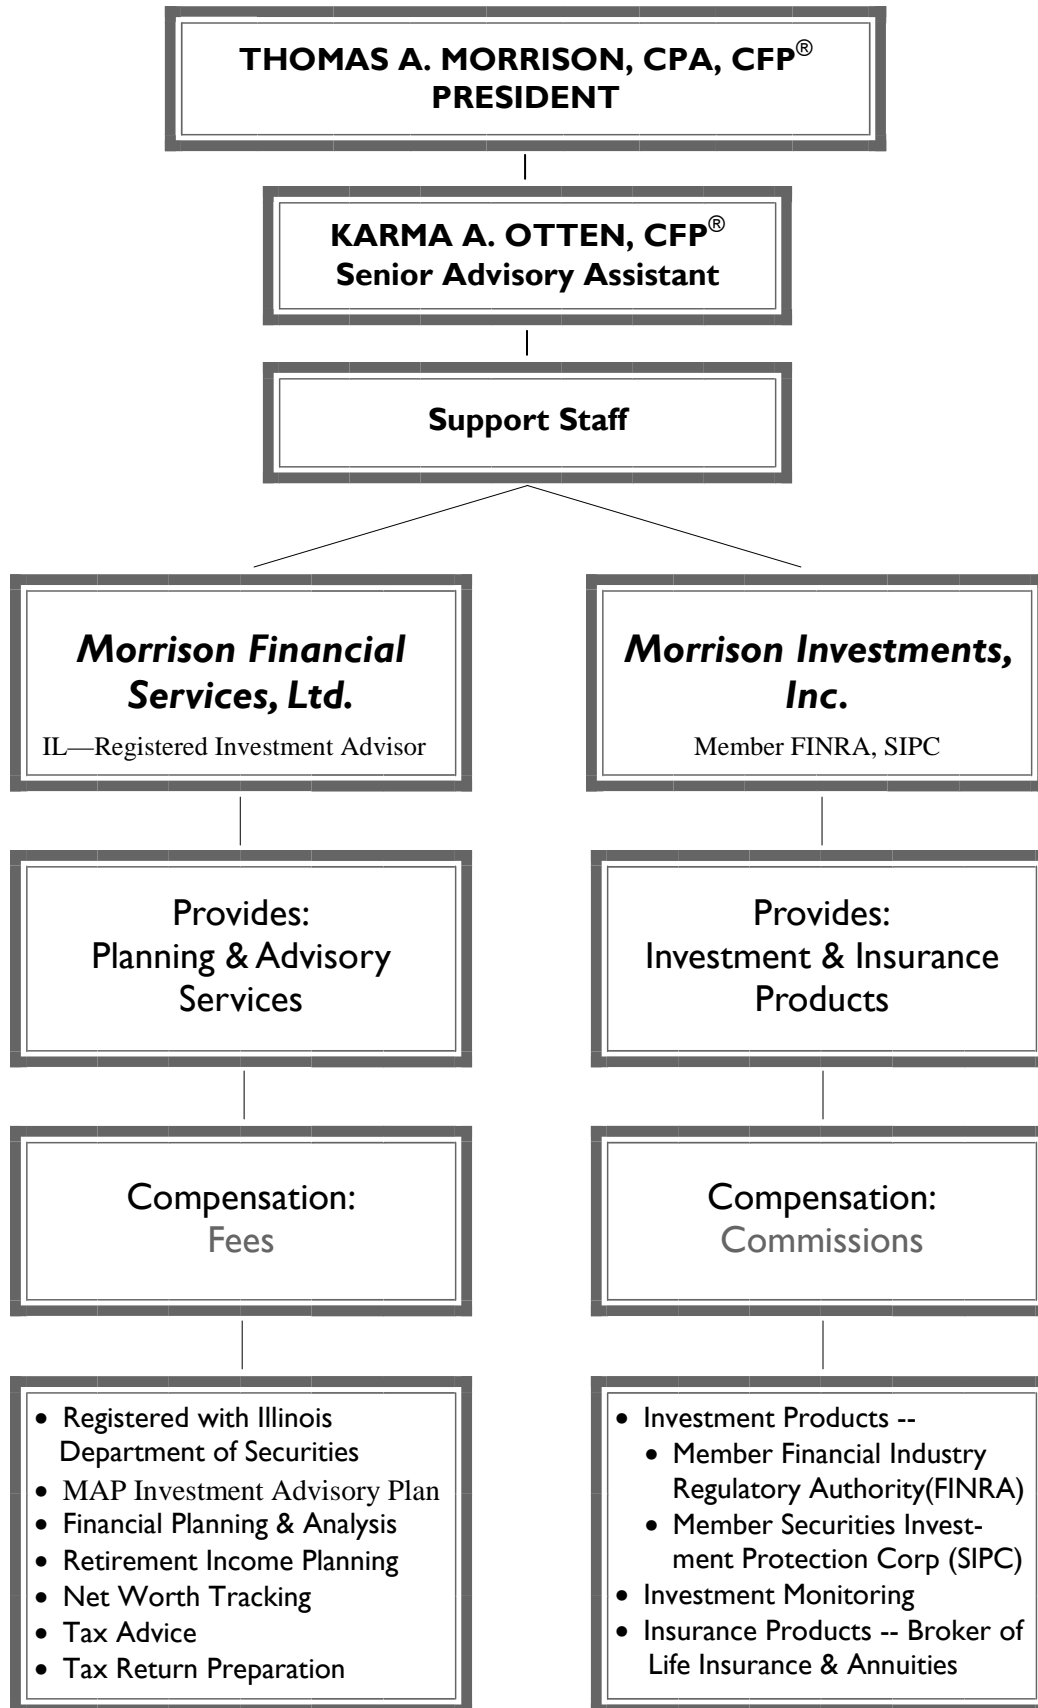 THOMAS A. MORRISON, CPA, CFP®
PRESIDENT
KARMA A. OTTEN, CFP®
Senior Advisory Assistant
Support Staff
Morrison Financial
Services, Ltd.
IL—Registered Investment Advisor
Morrison Investments,
Inc.
Member FINRA, SIPC
Provides:
Planning & Advisory
Services
Provides:
Investment & Insurance
Products
Compensation:
Fees
Compensation:
Commissions
• Registered with Illinois
Department of Securities
• MAP Investment Advisory Plan
• Financial Planning & Analysis
• Retirement Income Planning
• Net Worth Tracking
• Tax Advice
• Tax Return Preparation
• Investment Products --
• Member Financial Industry
Regulatory Authority(FINRA)
• Member Securities Invest-
ment Protection Corp (SIPC)
• Investment Monitoring
• Insurance Products -- Broker of
Life Insurance & Annuities